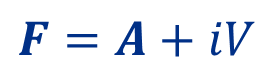 F = A + iV